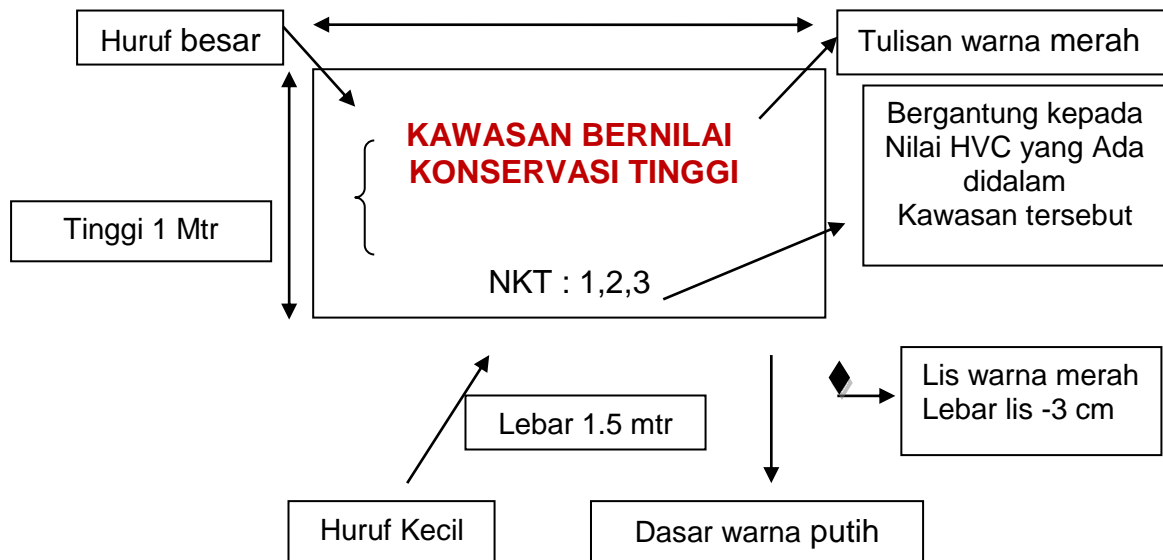 Huruf besar
Tulisan warna merah
KAWASAN BERNILAI
KONSERVASI TINGGI
Bergantung kepada
Nilai HVC yang Ada
didalam
Kawasan tersebut
Tinggi 1 Mtr
NKT : 1,2,3
Lis warna merah
Lebar lis -3 cm
Lebar 1.5 mtr
Huruf Kecil
Dasar warna putih